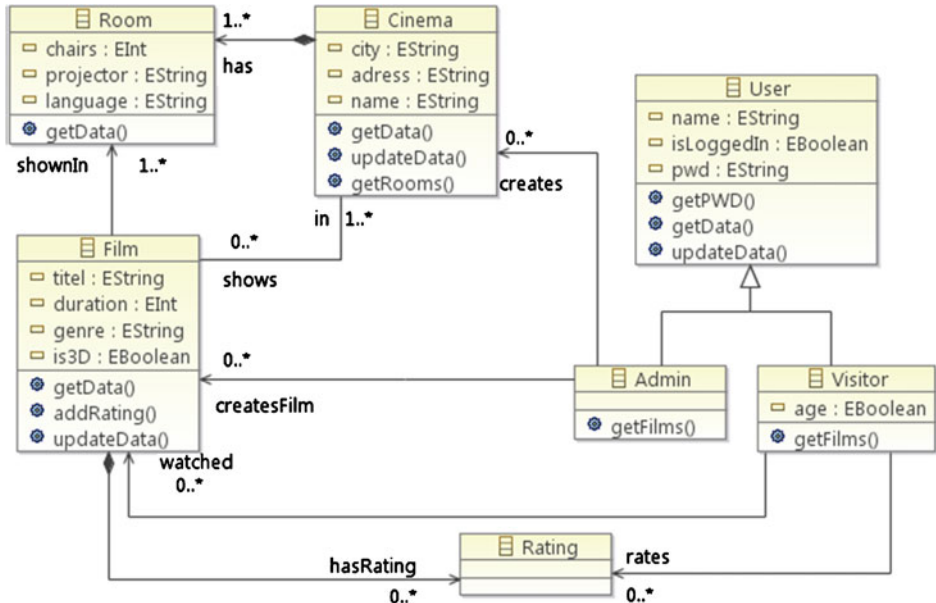 Room
chairs : EInt
projector : EString
language : EString
getData()
1..*
has
Cinema
city : EString
adress : EString
name : EString
getData()
updateData()
getRooms()
User
name : EString
isLoggedIn : EBoolean
pwd : EString
getPWD()
getData()
updateData()
shownIn
1..*
0..*
creates
in
1..*
0..*
shows
Film
titel : EString
duration : EInt
genre : EString
is3D : EBoolean
getData()
addRating()
updateData()
0..*
createsFilm
Admin
getFilms()
Visitor
age : EBoolean
getFilms()
watched
0..*
hasRating
0..*
Rating
rates
0..*